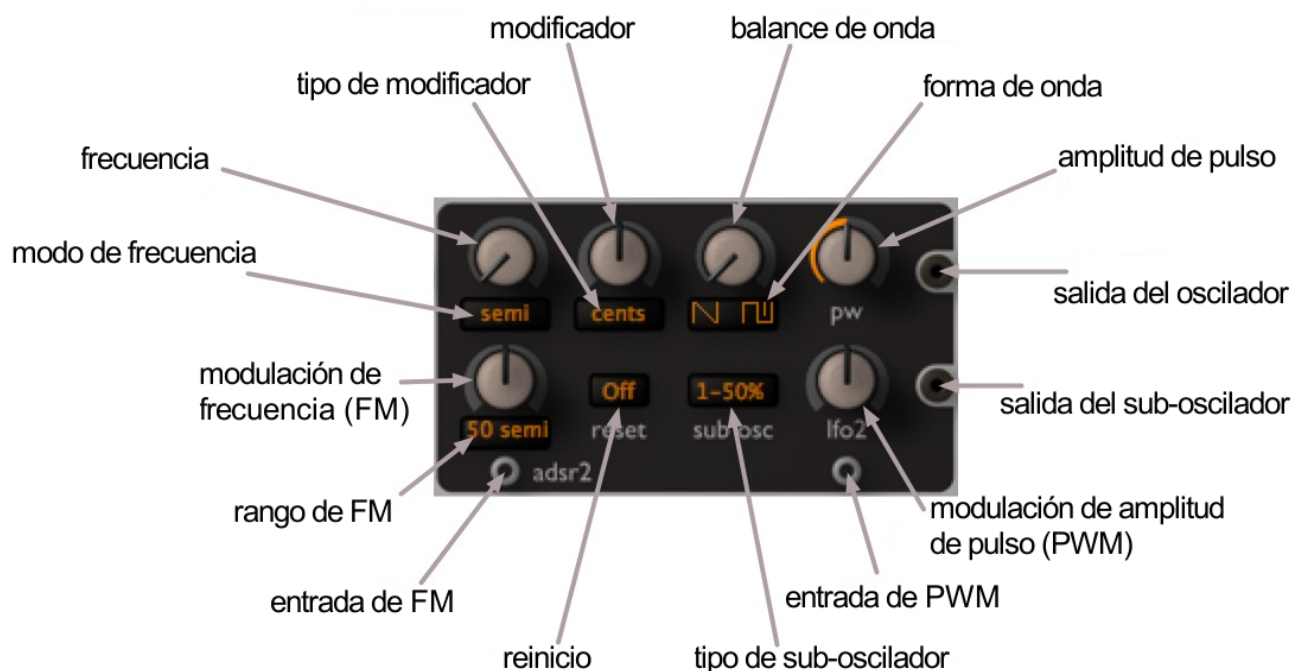 modificador
balance de onda
tipo de modificador
forma de onda
frecuencia
amplitud de pulso
modo de frecuencia
semi
cents
pw
salida del oscilador
modulación de
frecuencia (FM)
Off
1-50%
salida del sub-oscilador
50 semi
reset
sub osc
lfo2
adsr2
rango de FM
modulación de amplitud
de pulso (PWM)
entrada de FM
entrada de PWM
reinicio
tipo de sub-oscilador